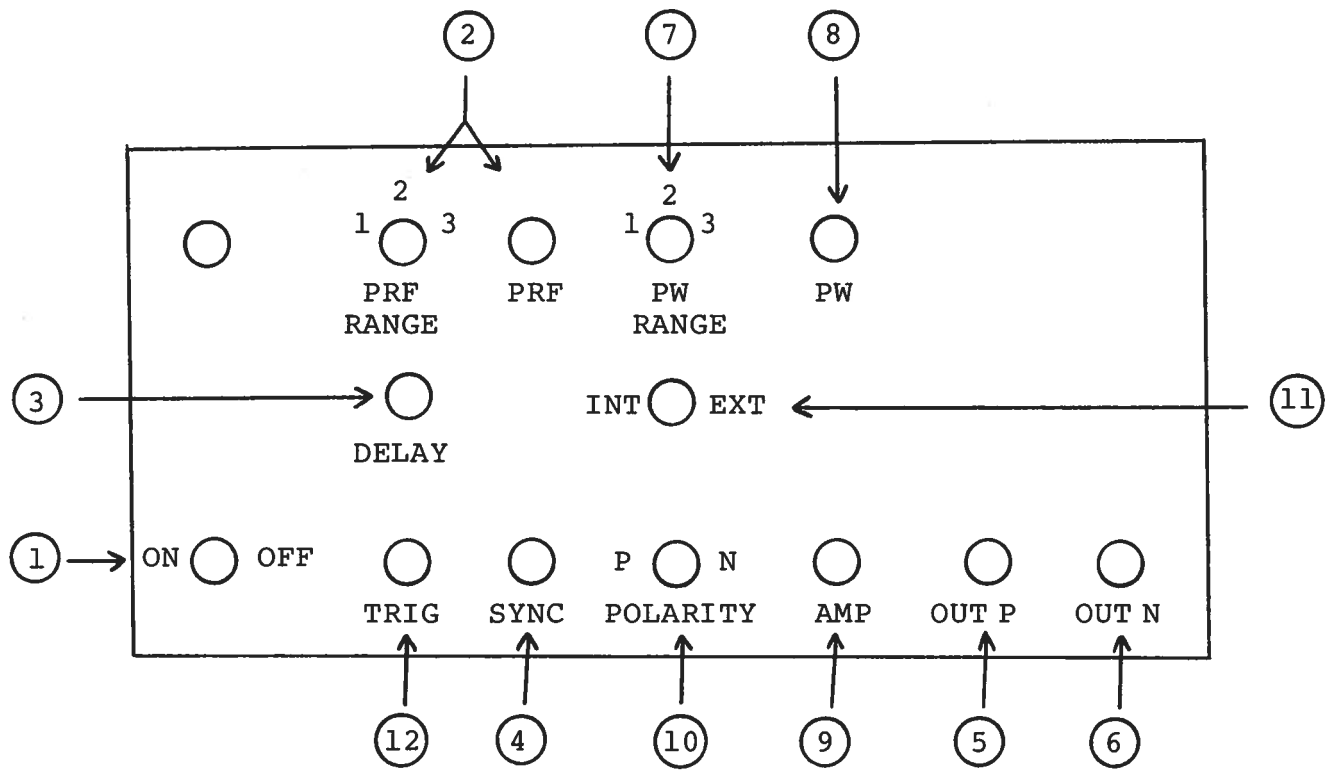 2 7 8
2 2
1 3 1 3
PRF PRF PW PW
RANGE RANGE
3 INT EXT 11
DELAY
1 ON OFF P N
TRIG SYNC POLARITY AMP OUT P OUT N
12 4 10 9 5 6